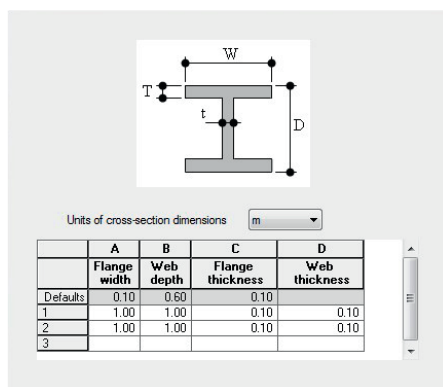 W
T
t
D
Units of cross-section dimensions m
A B C D
Flange width Web depth Flange thickness Web thickness
Defaults 0.10 0.60 0.10
1 1.00 1.00 0.10 0.10
2 1.00 1.00 0.10 0.10
3